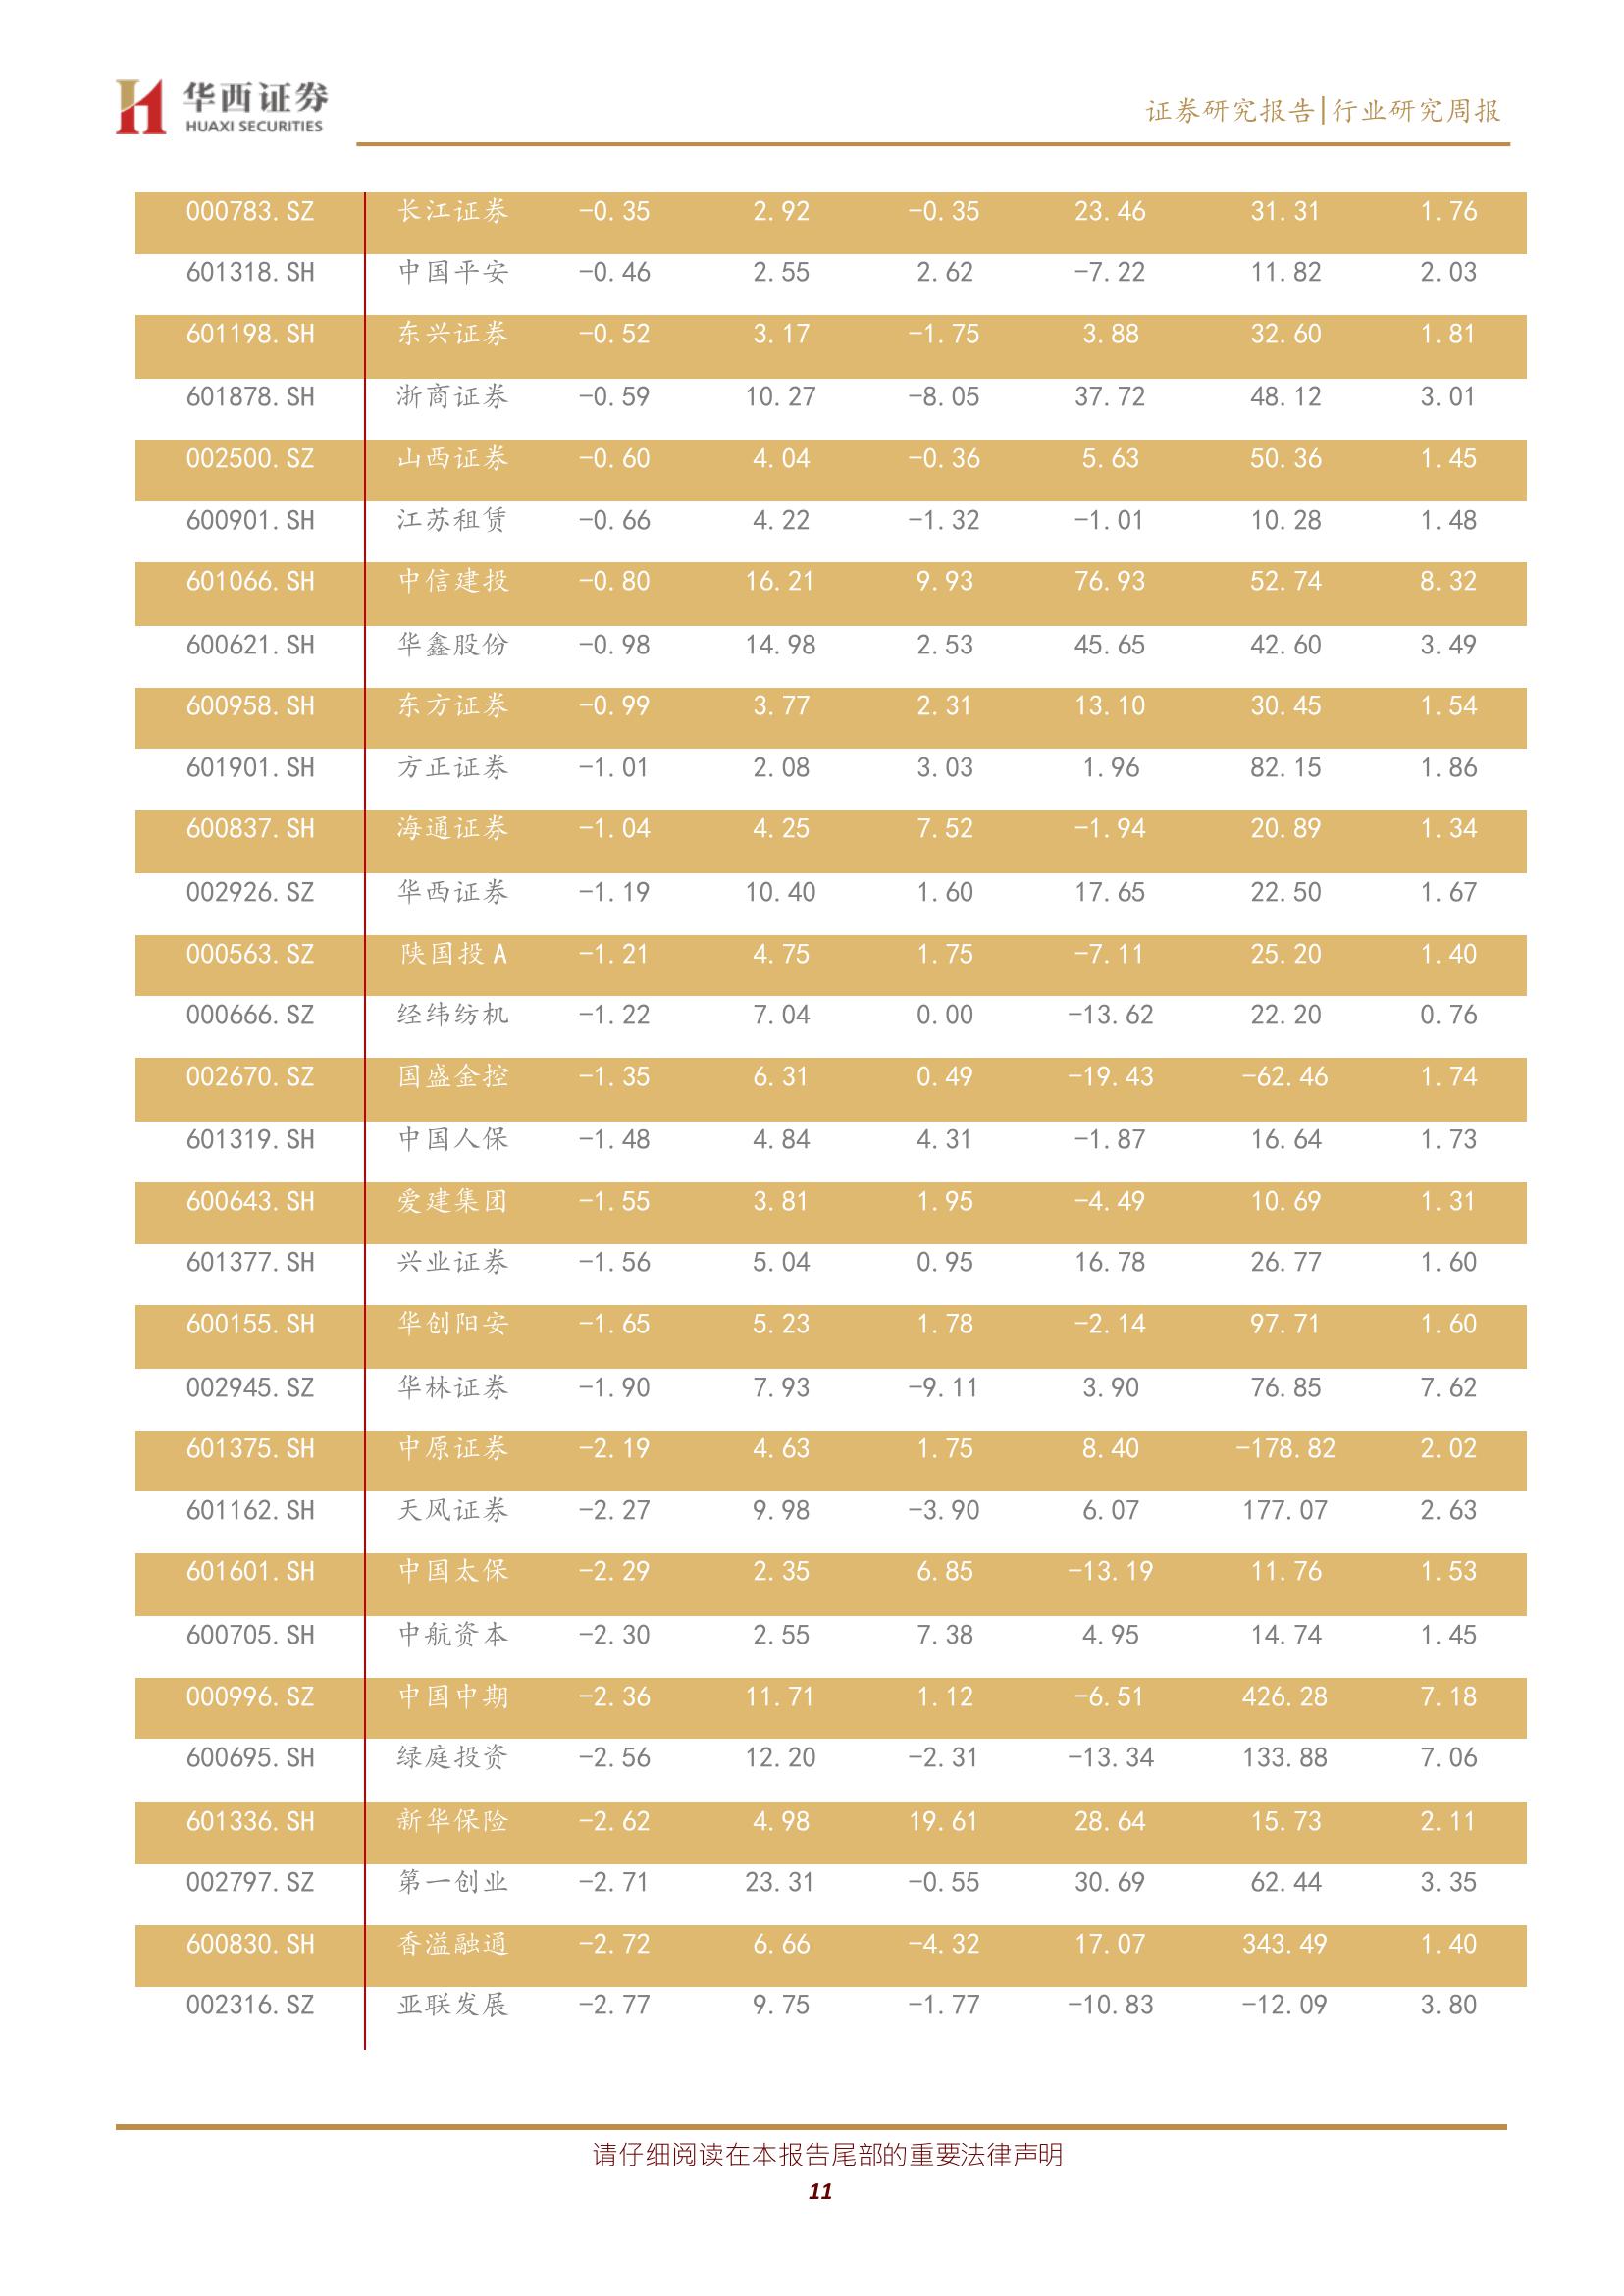 华西证券
HUAXI SECURITIES
证券研究报告|行业研究周报
000783.SZ 长江证券 -0.35 2.92 -0.35 23.46 31.31 1.76
601318.SH 中国平安 -0.46 2.55 2.62 -7.22 11.82 2.03
601198.SH 东兴证券 -0.52 3.17 -1.75 3.88 32.60 1.81
601878.SH 浙商证券 -0.59 10.27 -8.05 37.72 48.12 3.01
002500.SZ 山西证券 -0.60 4.04 -0.36 5.63 50.36 1.45
600901.SH 江苏租赁 -0.66 4.22 -1.32 -1.01 10.28 1.48
601066.SH 中信建投 -0.80 16.21 9.93 76.93 52.74 8.32
600621.SH 华鑫股份 -0.98 14.98 2.53 45.65 42.60 3.49
600958.SH 东方证券 -0.99 3.77 2.31 13.10 30.45 1.54
601901.SH 方正证券 -1.01 2.08 3.03 1.96 82.15 1.86
600837.SH 海通证券 -1.04 4.25 7.52 -1.94 20.89 1.34
002926.SZ 华西证券 -1.19 10.40 1.60 17.65 22.50 1.67
000563.SZ 陕国投A -1.21 4.75 1.75 -7.11 25.20 1.40
000666.SZ 经纬纺机 -1.22 7.04 0.00 -13.62 22.20 0.76
002670.SZ 国盛金控 -1.35 6.31 0.49 -19.43 -62.46 1.74
601319.SH 中国人保 -1.48 4.84 4.31 -1.87 16.64 1.73
600643.SH 爱建集团 -1.55 3.81 1.95 -4.49 10.69 1.31
601377.SH 兴业证券 -1.56 5.04 0.95 16.78 26.77 1.60
600155.SH 华创阳安 -1.65 5.23 1.78 -2.14 97.71 1.60
002945.SZ 华林证券 -1.90 7.93 -9.11 3.90 76.85 7.62
601375.SH 中原证券 -2.19 4.63 1.75 8.40 -178.82 2.02
601162.SH 天风证券 -2.27 9.98 -3.90 6.07 177.07 2.63
601601.SH 中国太保 -2.29 2.35 6.85 -13.19 11.76 1.53
600705.SH 中航资本 -2.30 2.55 7.38 4.95 14.74 1.45
000996.SZ 中国中期 -2.36 11.71 1.12 -6.51 426.28 7.18
600695.SH 绿庭投资 -2.56 12.20 -2.31 -13.34 133.88 7.06
601336.SH 新华保险 -2.62 4.98 19.61 28.64 15.73 2.11
002797.SZ 第一创业 -2.71 23.31 -0.55 30.69 62.44 3.35
600830.SH 香溢融通 -2.72 6.66 -4.32 17.07 343.49 1.40
002316.SZ 亚联发展 -2.77 9.75 -1.77 -10.83 -12.09 3.80
请仔细阅读在本报告尾部的重要法律声明
11